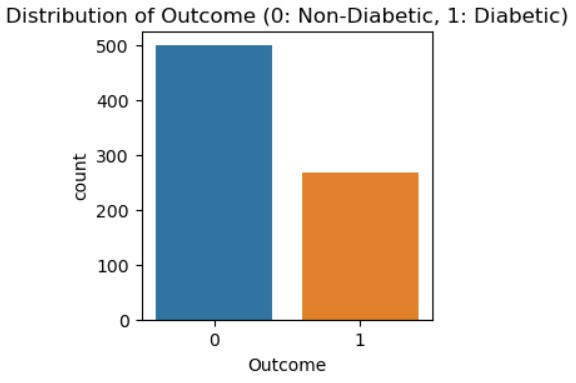 Distribution of Outcome (0: Non-Diabetic, 1: Diabetic)
500
400
300
200
100
0
count
0 1
Outcome